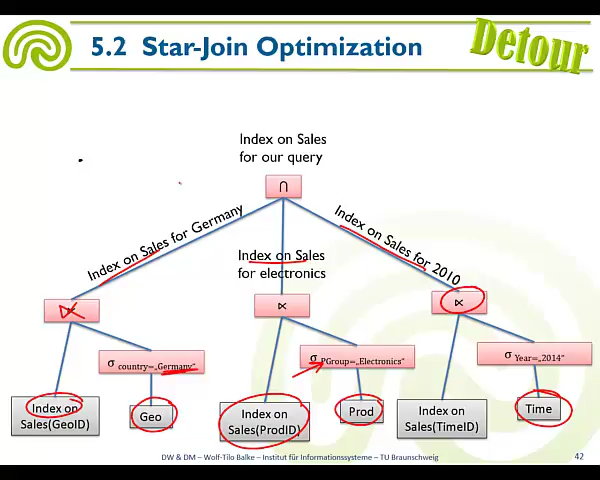 5.2 Star-Join Optimization
Detour
Index on Sales
for our query
∩
Index on Sales for Germany
Index on Sales
for electronics
Index on Sales for 2010
⋉
⋉
σ country=„Germany“
σ PGroup=„Electronics“
σ Year=„2014“
Index on
Sales(GeoID)
Geo
Index on
Sales(ProdID)
Prod
Index on
Sales(TimeID)
Time
DW & DM – Wolf-Tilo Balke – Institut für Informationssysteme – TU Braunschweig
42